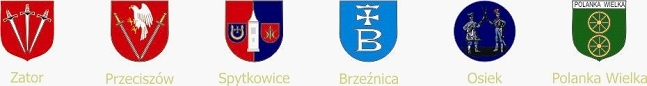 POLANKA WIELKA
B
Zator Przeciszów Spytkowice Brzeźnica Osiek Polanka Wielka